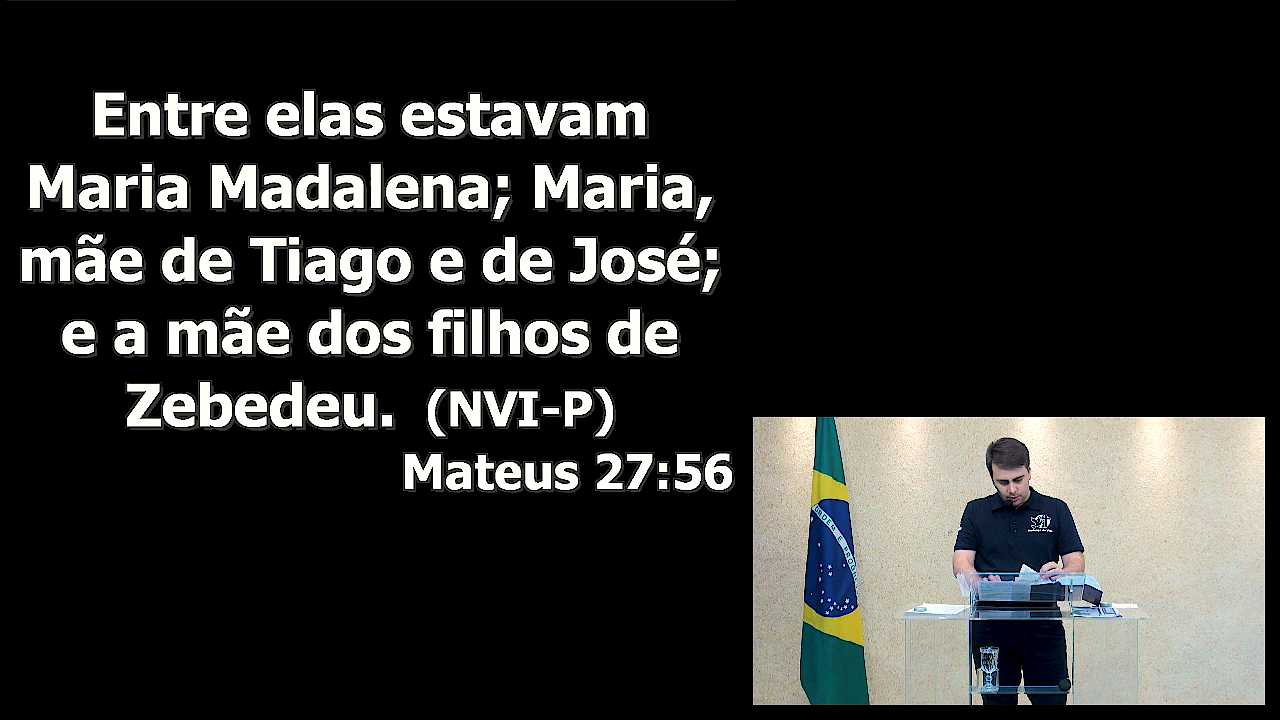 Entre elas estavam
Maria Madalena; Maria,
mãe de Tiago e de José;
e a mãe dos filhos de
Zebedeu. (NVI-P)
Mateus 27:56